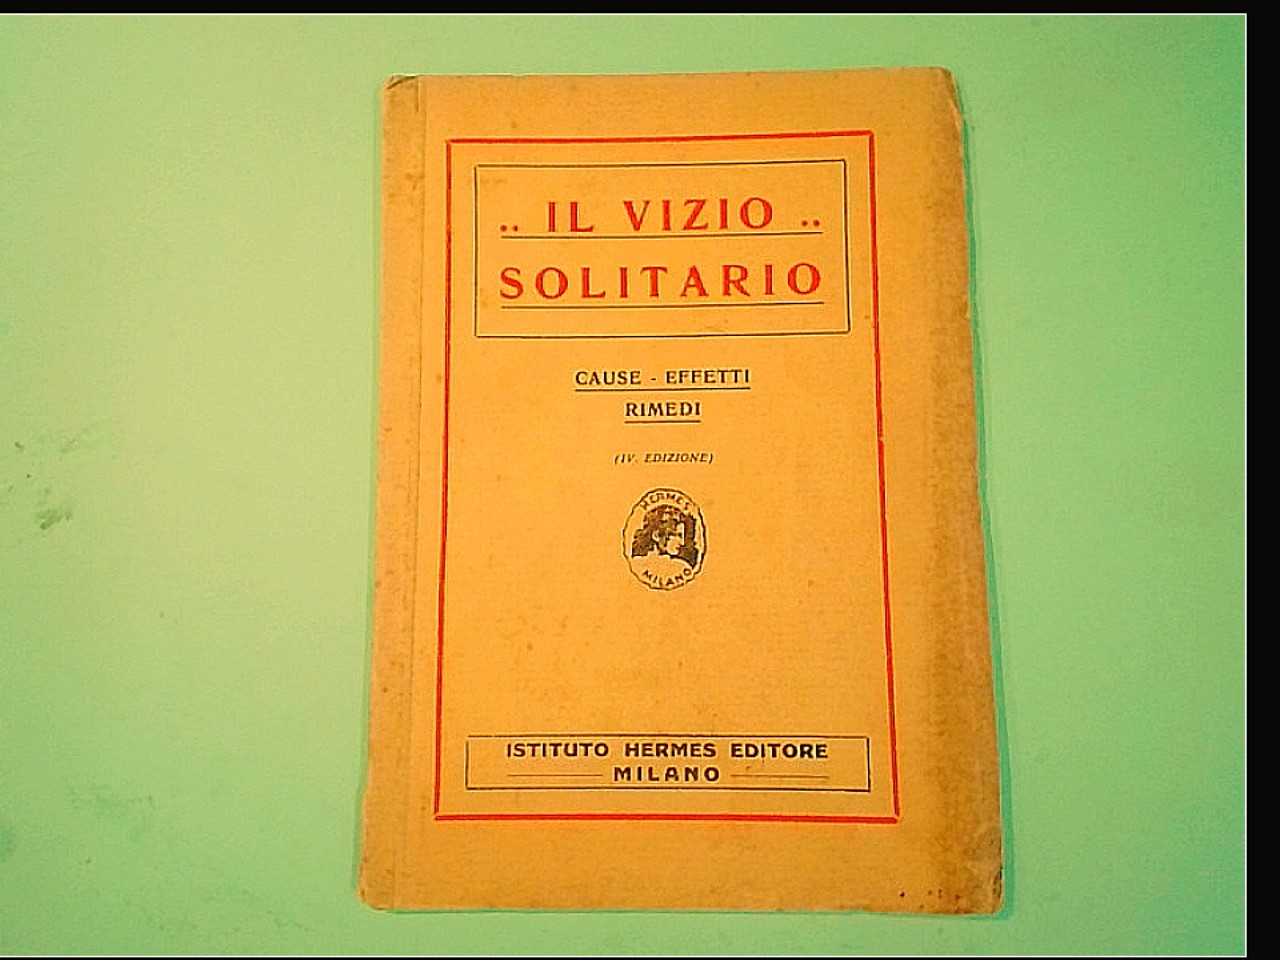 .. IL VIZIO ..
SOLITARIO
CAUSE - EFFETTI
RIMEDI
(IV. EDIZIONE)
HERMES
MILANO
ISTITUTO HERMES EDITORE
MILANO